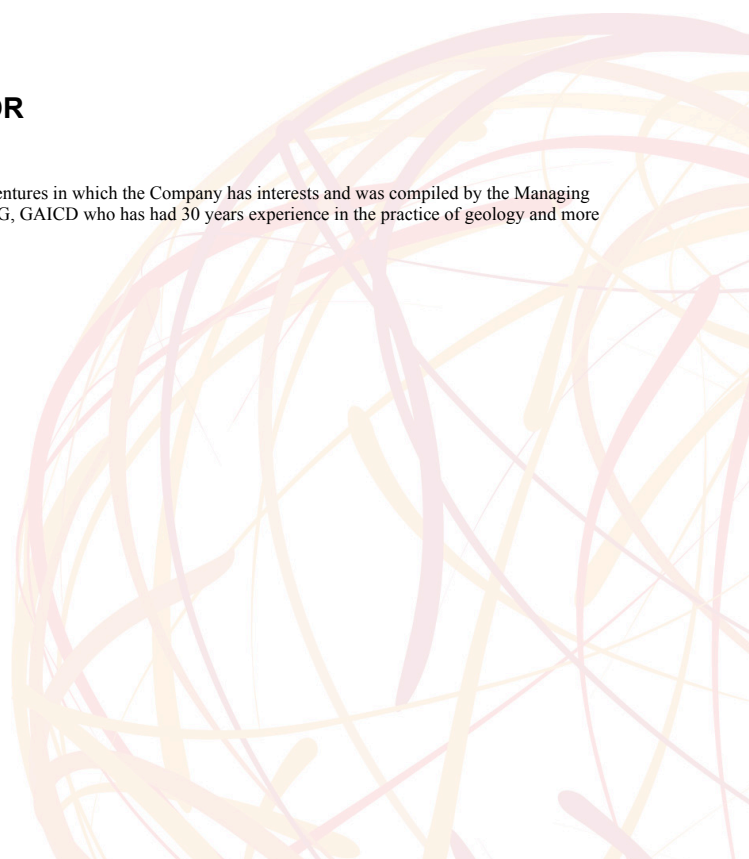 OR
entures in which the Company has interests and was compiled by the Managing
G, GAICD who has had 30 years experience in the practice of geology and more